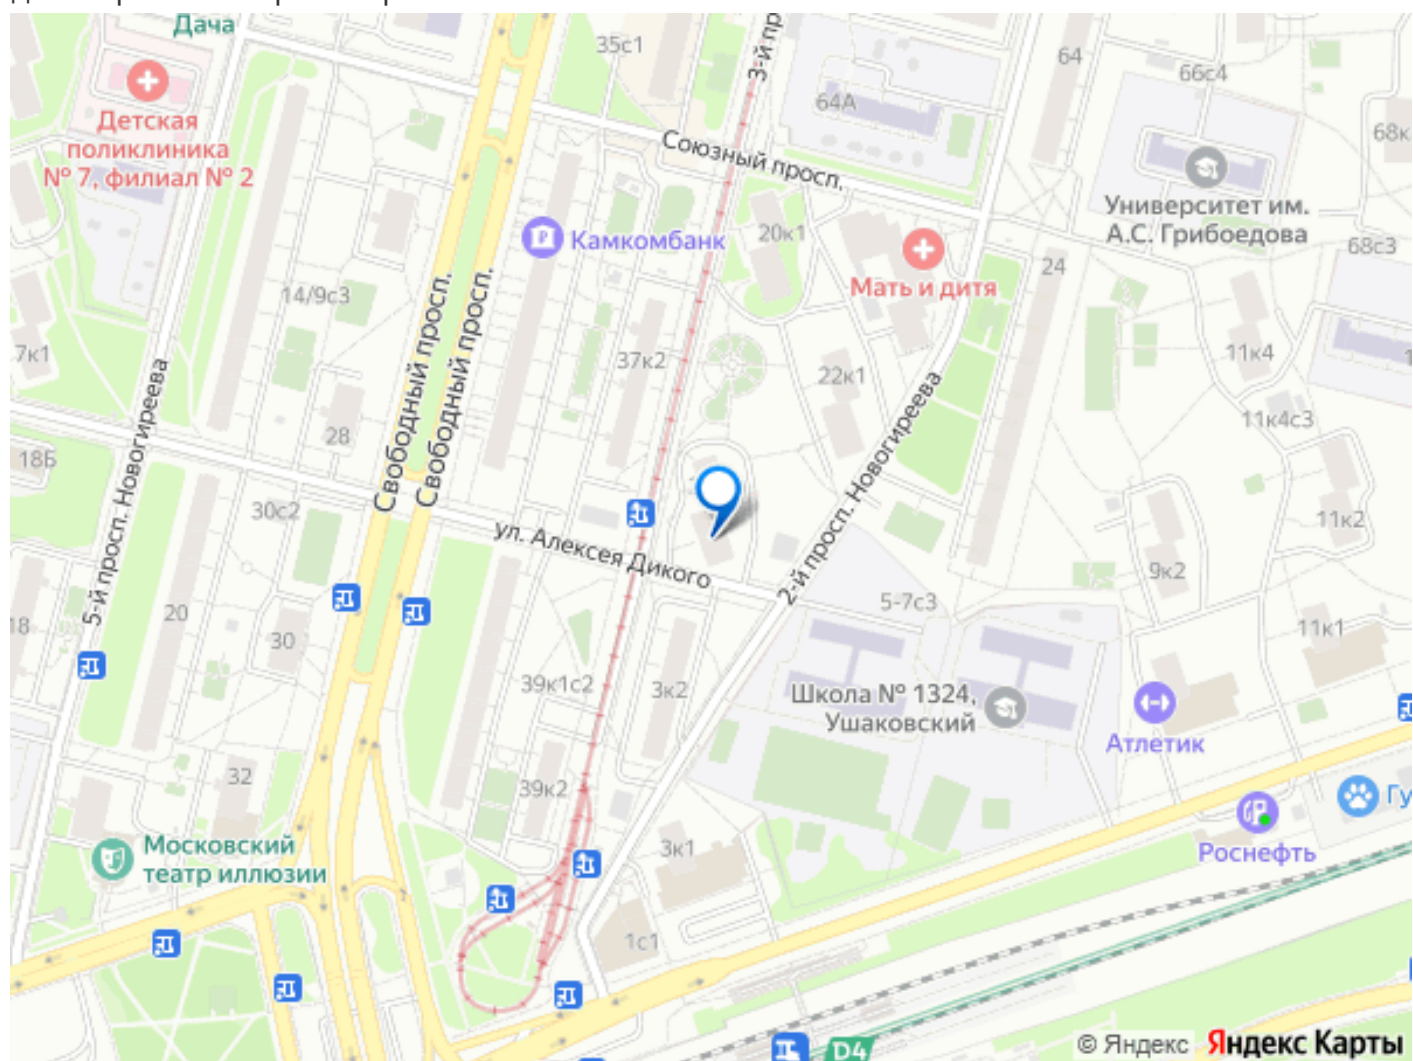 Дача
35с1
3-й пр
64
66с4
64А
68к
Детская
поликлиника
№ 7, филиал № 2
Союзный просп.
Университет им.
А.С. Грибоедова
Камкомбанк
20к1
68с3
Мать и дитя
24
14/9с3
Свободный просп.
Свободный просп.
7к1
37к2
22к1
11к4
5-й просп. Новогиреева
2-й просп. Новогиреева
11к4с3
28
18Б
30с2
ул. Алексея Дикого
11к2
9к2
5-7с3
18
20
30
11к1
39к1с2
3к2
Школа № 1324,
Ушаковский
Атлетик
32
39к2
Гу
Московский
театр иллюзии
3к1
Роснефть
1с1
D4
© Яндекс Яндекс Карты